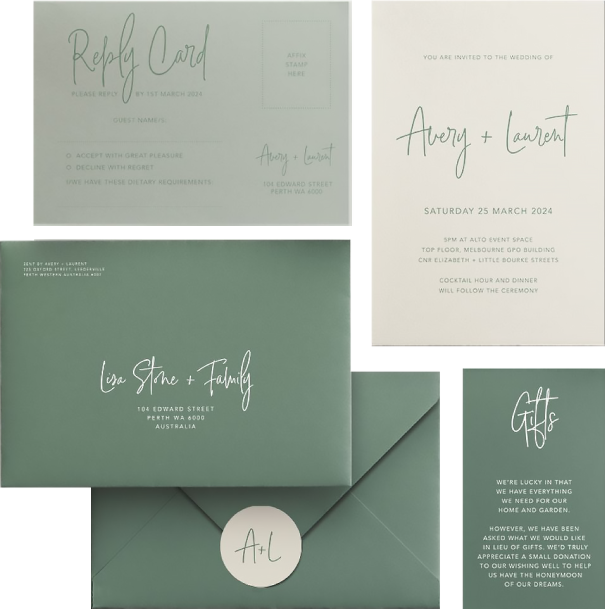 Reply Card
PLEASE REPLY BY 1ST MARCH 2024
GUEST NAME/S:
ACCEPT WITH GREAT PLEASURE
DECLINE WITH REGRET
I/WE HAVE THESE DIETARY REQUIREMENTS:
AFFIX
STAMP
HERE
Avery + Laurent
104 EDWARD STREET
PERTH WA 6000
YOU ARE INVITED TO THE WEDDING OF
Avery + Laurent
SATURDAY 25 MARCH 2024
5PM AT ALTO EVENT SPACE
TOP FLOOR, MELBOURNE GPO BUILDING
CNR ELIZABETH + LITTLE BOURKE STREETS
COCKTAIL HOUR AND DINNER
WILL FOLLOW THE CEREMONY
SENT BY AVERY + LAURENT
OXFORD STREET, LEEDERVILLE
PERTH WESTERN AUSTRALIA
Lisa Stone + Family
104 EDWARD STREET
PERTH WA 6000
AUSTRALIA
A+L
Gifts
WE'RE LUCKY IN THAT
WE HAVE EVERYTHING
WE NEED FOR OUR
HOME AND GARDEN.
HOWEVER, WE HAVE BEEN
ASKED WHAT WE WOULD LIKE
IN LIEU OF GIFTS. WE'D TRULY
APPRECIATE A SMALL DONATION
TO OUR WISHING WELL TO HELP
US HAVE THE HONEYMOON
OF OUR DREAMS.